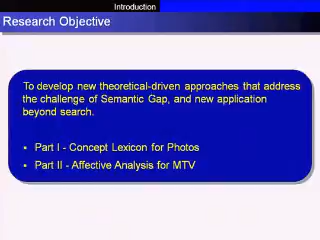 Introduction
Research Objective
To develop new theoretical-driven approaches that address
the challenge of Semantic Gap, and new application
beyond search.
• Part I - Concept Lexicon for Photos
• Part II - Affective Analysis for MTV